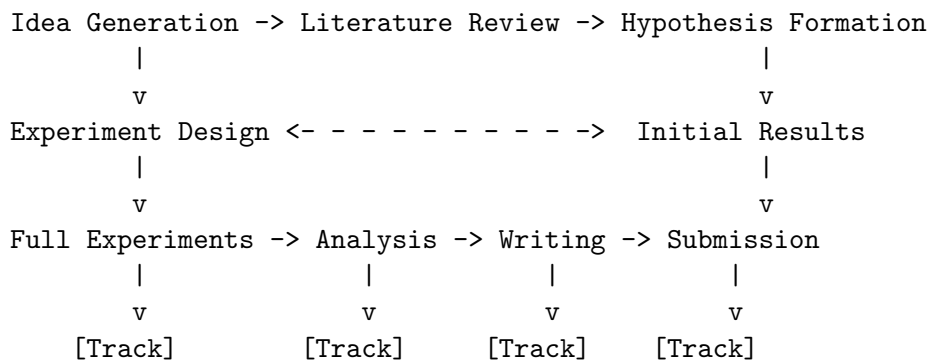 Idea Generation -> Literature Review -> Hypothesis Formation
| |
v v
Experiment Design <- - - - - - - - - - -> Initial Results
| |
v v
Full Experiments -> Analysis -> Writing -> Submission
| | | |
v v v v
[Track] [Track] [Track] [Track]